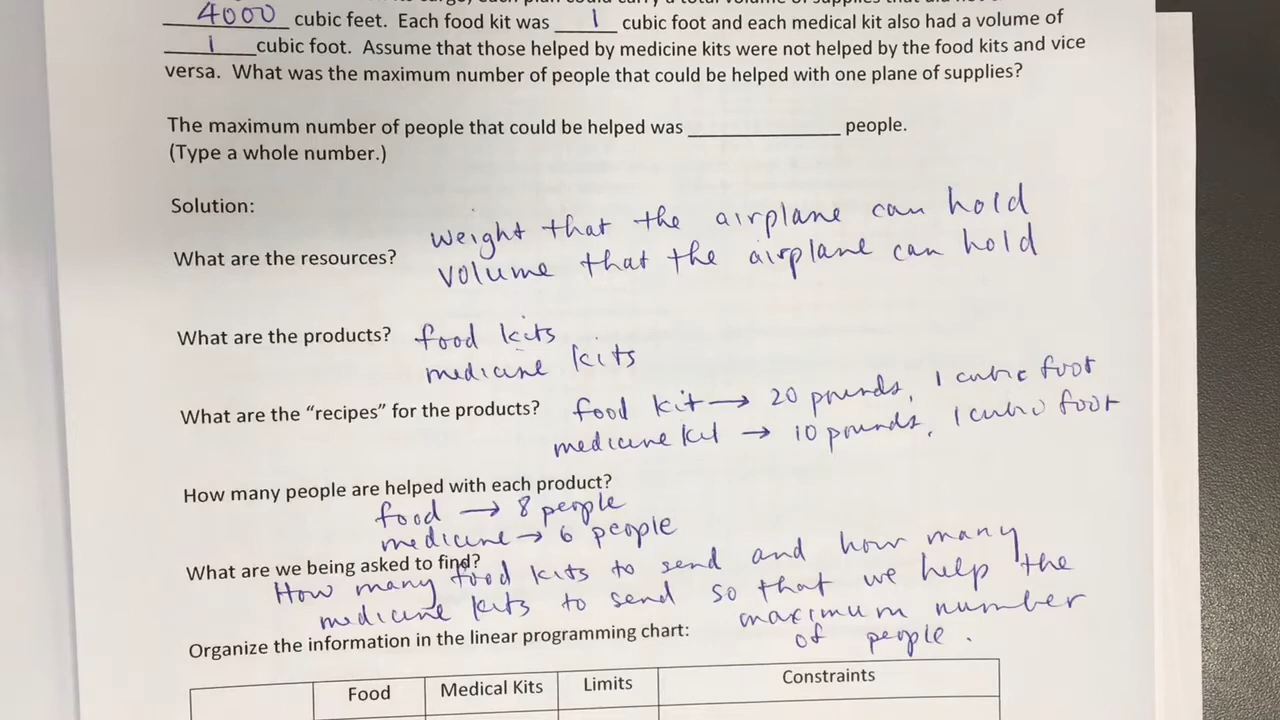 4000 cubic feet. Each food kit was 1 cubic foot and each medical kit also had a volume of
1 cubic foot. Assume that those helped by medicine kits were not helped by the food kits and vice
versa. What was the maximum number of people that could be helped with one plane of supplies?
The maximum number of people that could be helped was ______________ people.
(Type a whole number.)
Solution:
weight that the airplane can hold
What are the resources?
volume that the airplane can hold
What are the products? food kits
medicine kits
What are the “recipes” for the products? food kit → 20 pounds, 1 cubic foot
medicine kit → 10 pounds, 1 cubic foot
How many people are helped with each product?
food → 8 people
medicine → 6 people
What are we being asked to find?
How many food kits to send and how many
medicine kits to send so that we help the
maximum number
of people.
Organize the information in the linear programming chart:
Food Medical Kits Limits Constraints